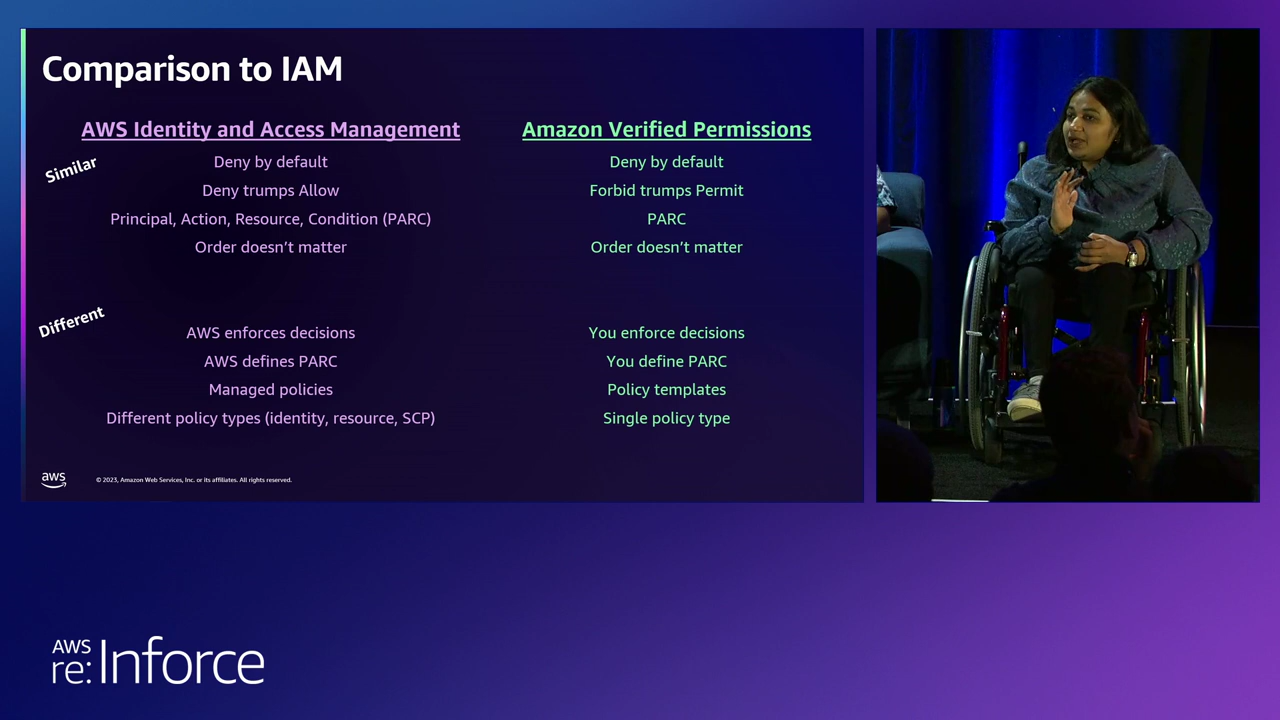 Comparison to IAM
AWS Identity and Access Management
Amazon Verified Permissions
Similar
Deny by default
Deny by default
Deny trumps Allow
Forbid trumps Permit
Principal, Action, Resource, Condition (PARC)
PARC
Order doesn’t matter
Order doesn’t matter
Different
AWS enforces decisions
You enforce decisions
AWS defines PARC
You define PARC
Managed policies
Policy templates
Different policy types (identity, resource, SCP)
Single policy type
aws
© 2023, Amazon Web Services, Inc. or its affiliates. All rights reserved.
AWS
re:Inforce